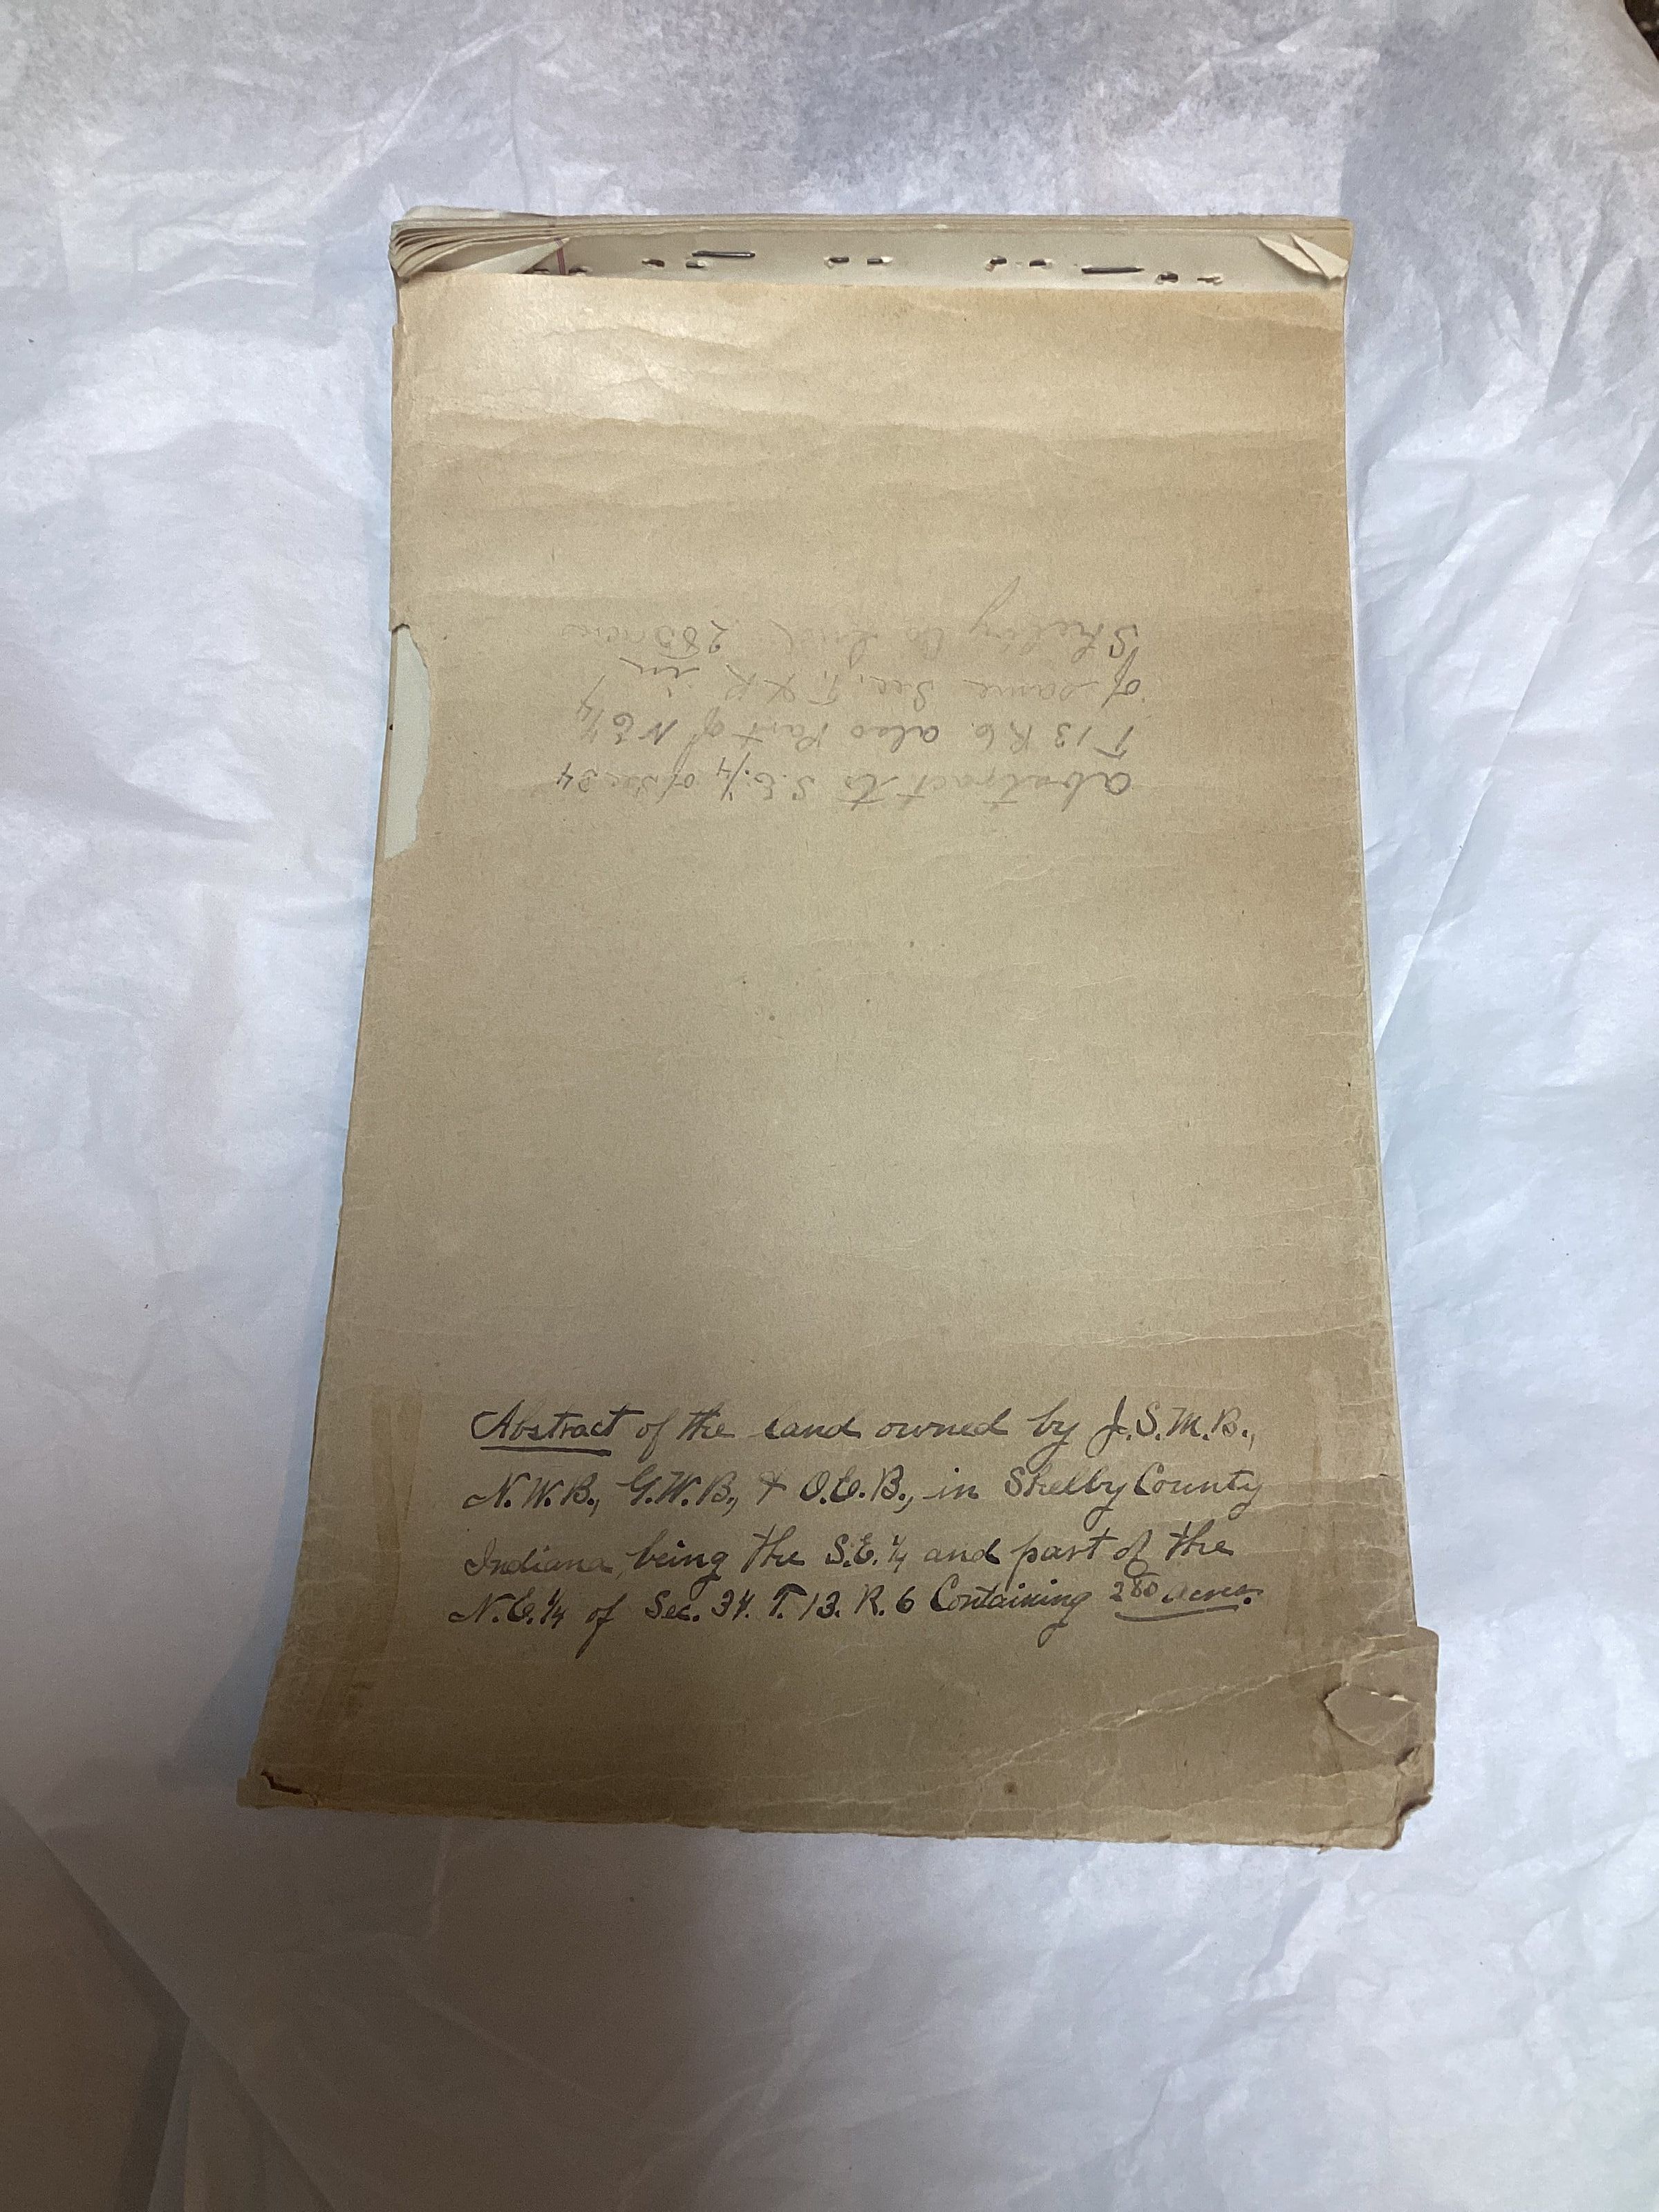 abstract to S.E. 1/4 of Sec 34
T 13 R 6. also Part of N E 1/4
of same Sec., T. & R. in
Shelby Co Ind. 280 acres
Abstract of the land owned by J.S.M.B.,
N.W.B., G.W.B., & O.E.B., in Shelby County
Indiana, being the S.E. 1/4 and part of the
N.E. 1/4 of Sec. 34. T. 13. R. 6 Containing 280 acres.